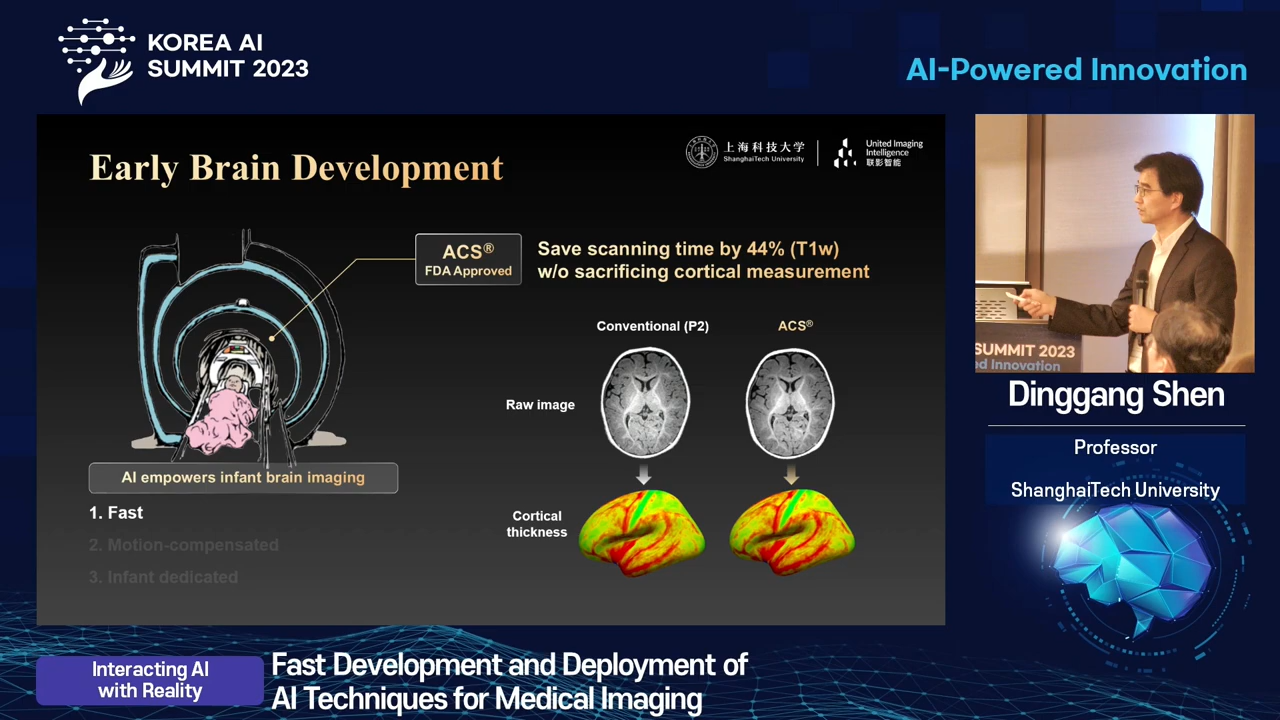 KOREA AI
SUMMIT 2023
AI-Powered Innovation
Early Brain Development
上海科技大学
ShanghaiTech University
United Imaging
Intelligence
联影智能
ACS®
FDA Approved
Save scanning time by 44% (T1w)
w/o sacrificing cortical measurement
Conventional (P2)
ACS®
Raw image
Cortical
thickness
AI empowers infant brain imaging
1. Fast
2. Motion-compensated
3. Infant dedicated
SUMMIT 2023
ed Innovation
Dinggang Shen
Professor
ShanghaiTech University
Interacting AI
with Reality
Fast Development and Deployment of
AI Techniques for Medical Imaging